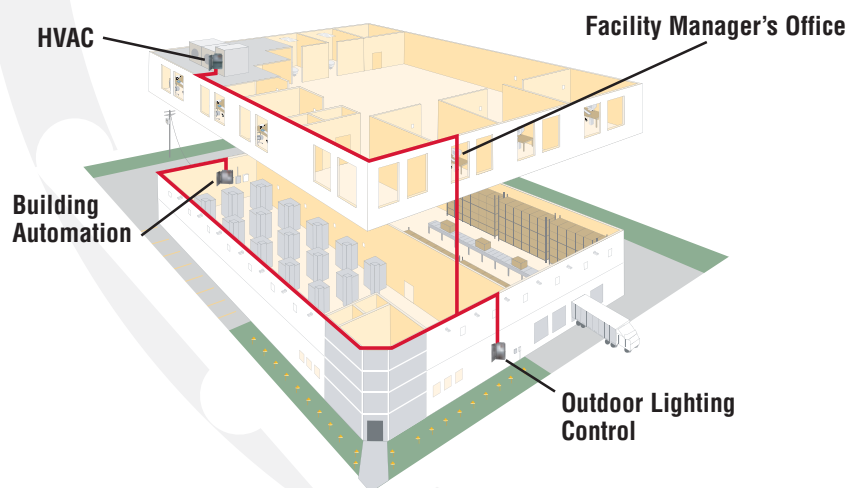 HVAC
Facility Manager's Office
Building
Automation
Outdoor Lighting
Control